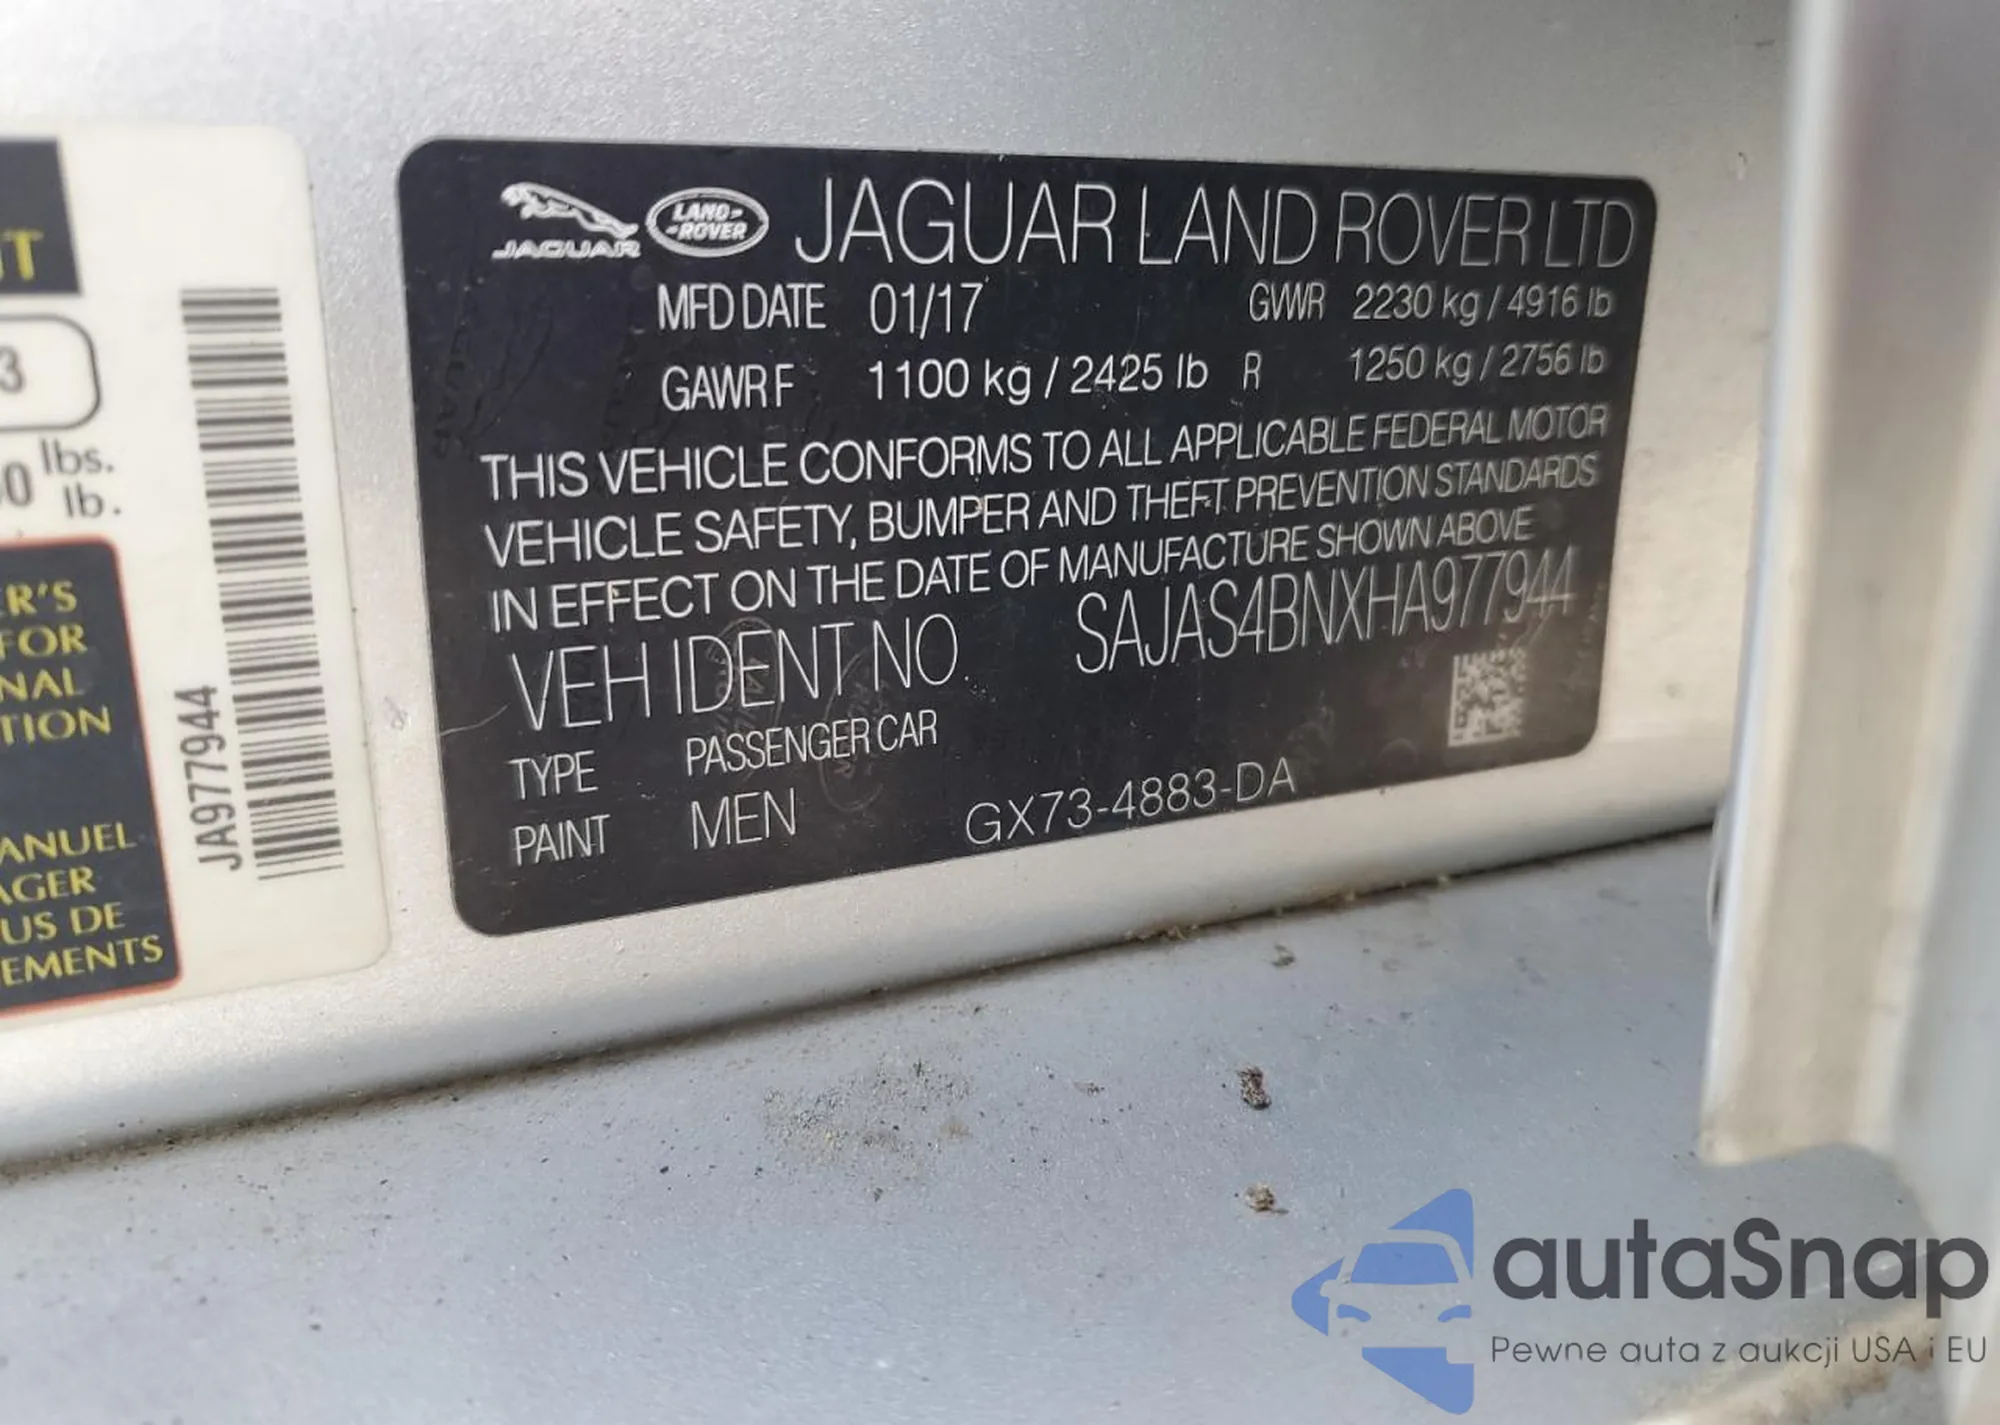 JAGUAR LAND-ROVER JAGUAR LAND ROVER LTD
MFD DATE 01/17 GVWR 2230 kg / 4916 lb
GAWR F 1100 kg / 2425 lb R 1250 kg / 2756 lb
THIS VEHICLE CONFORMS TO ALL APPLICABLE FEDERAL MOTOR
VEHICLE SAFETY, BUMPER AND THEFT PREVENTION STANDARDS
IN EFFECT ON THE DATE OF MANUFACTURE SHOWN ABOVE
VEH IDENT NO SAJAS4BNXHA977944
TYPE PASSENGER CAR
PAINT MEN GX73-4883-DA
JA977944
3
lbs.
lb.
R'S
FOR
NAL
TION
ANUEL
AGER
US DE
EMENTS
autaSnap
Pewne auta z aukcji USA i EU